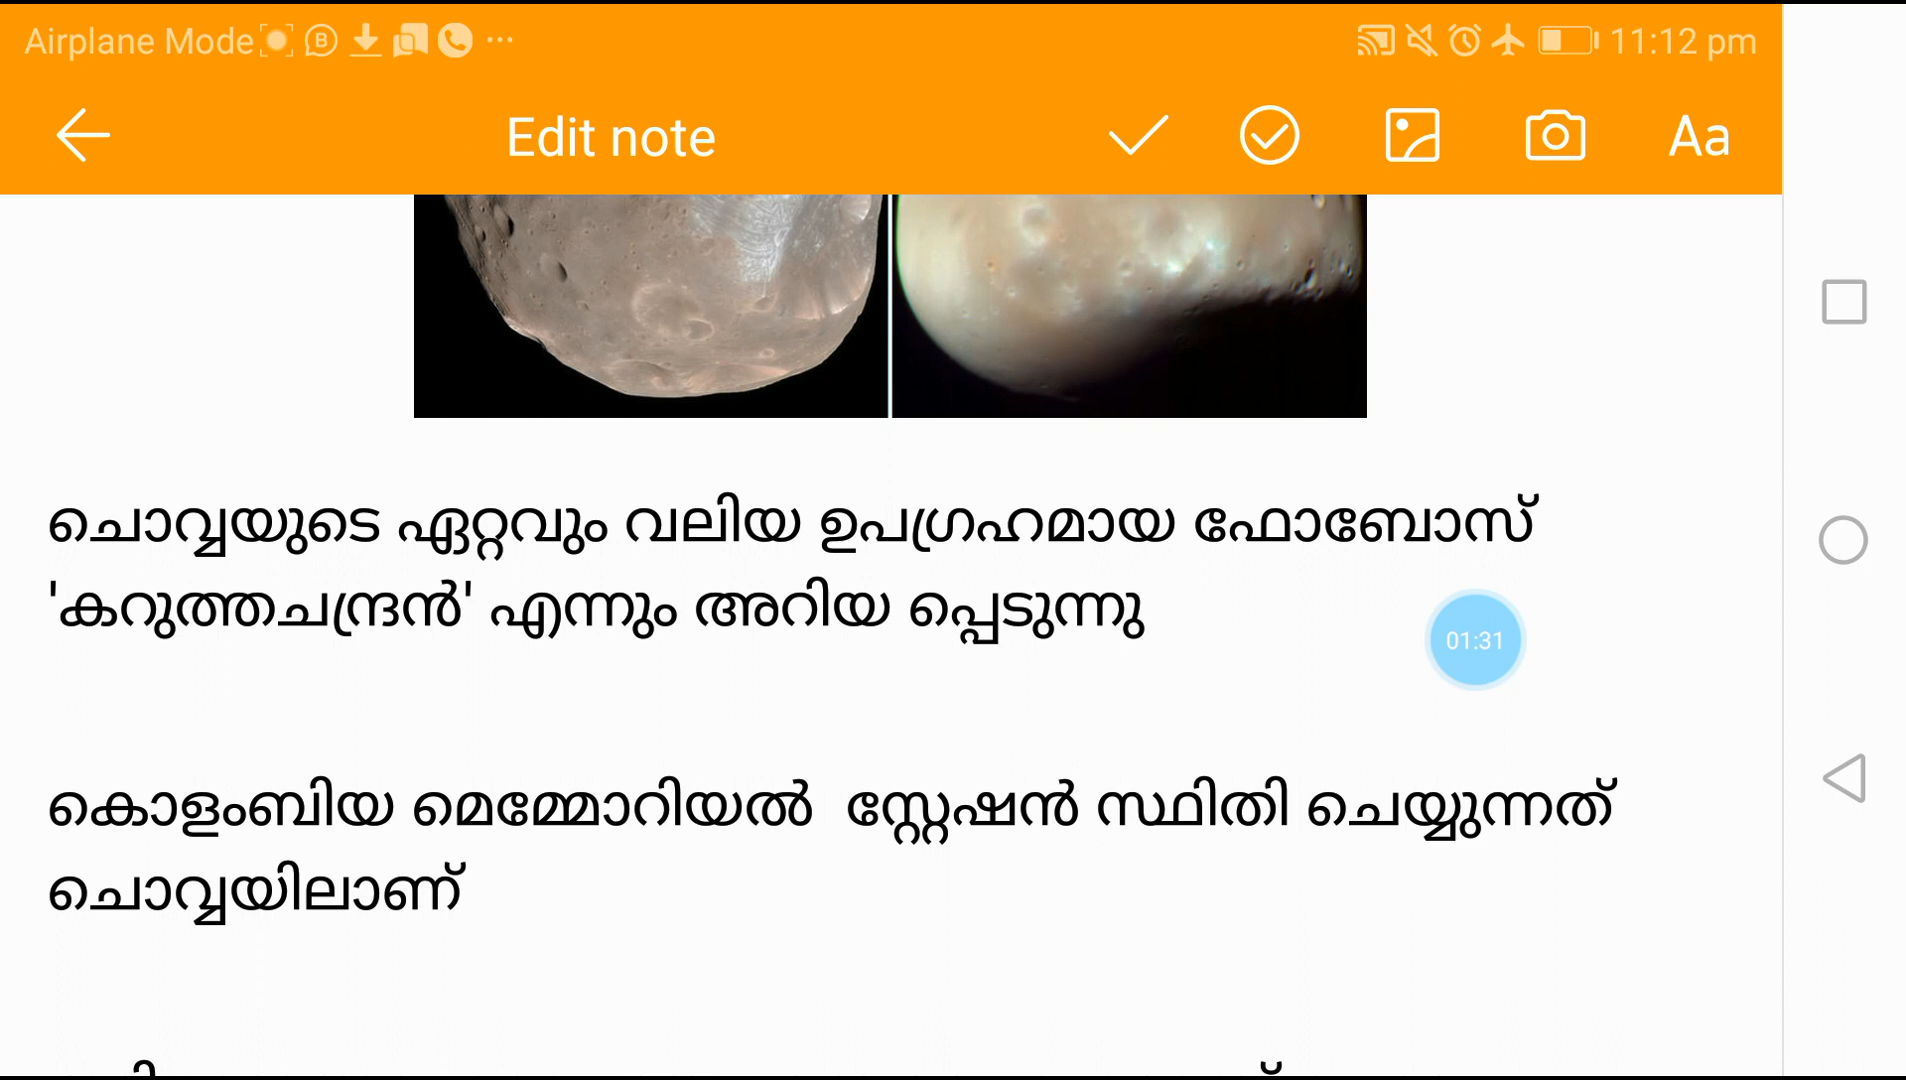 Airplane Mode 11:12 pm
Edit note Aa
ചൊവ്വയുടെ ഏറ്റവും വലിയ ഉപഗ്രഹമായ ഫോബോസ്
'കറുത്തചന്ദ്രൻ' എന്നും അറിയ പ്പെടുന്നു
01:31
കൊളംബിയ മെമ്മോറിയൽ  സ്റ്റേഷൻ സ്ഥിതി ചെയ്യുന്നത്
ചൊവ്വയിലാണ്